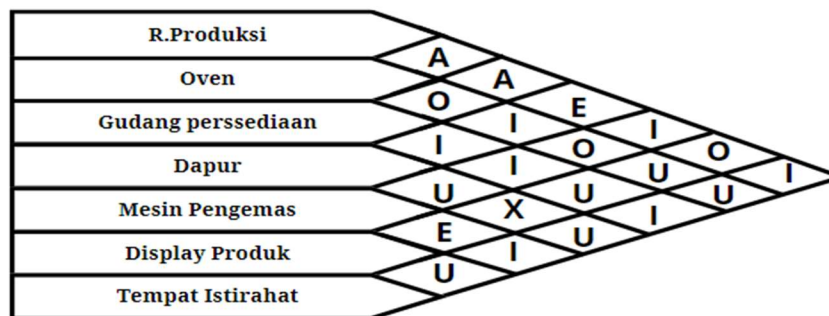 R.Produksi
Oven
Gudang perssediaan
Dapur
Mesin Pengemas
Display Produk
Tempat Istirahat
A
O
I
U
E
U
A
I
I
X
I
E
O
U
U
I
U
I
O
U
I